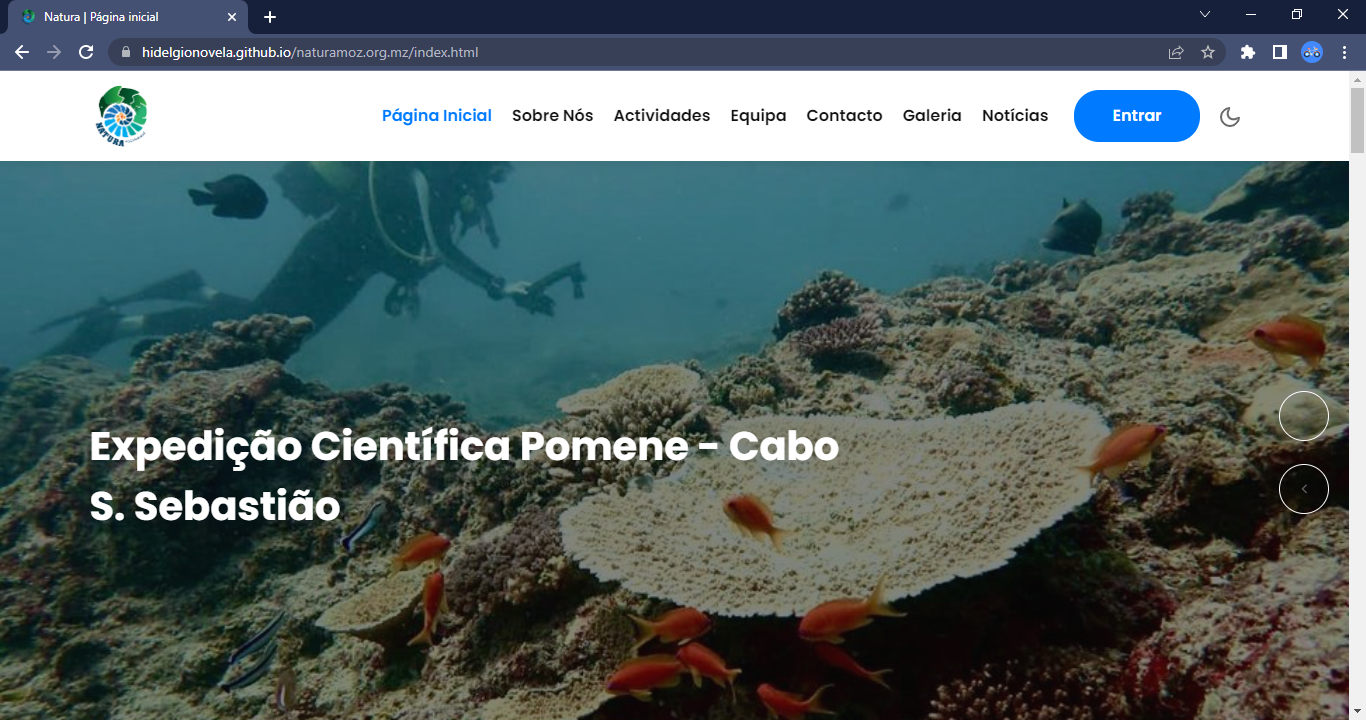 Natura | Página inicial
hidelgionovela.github.io/naturamoz.org.mz/index.html
NATURA
Página Inicial Sobre Nós Actividades Equipa Contacto Galeria Notícias Entrar
Expedição Científica Pomene - Cabo
S. Sebastião